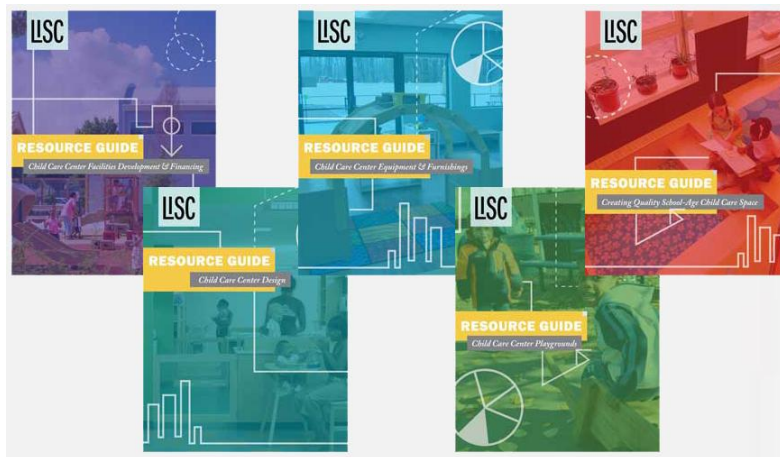 LISC
RESOURCE GUIDE
Child Care Center Facilities Development & Financing
LISC
RESOURCE GUIDE
Child Care Center Equipment & Furnishings
RESOURCE GUIDE
Creating Quality School-Age Child Care Space
LISC
RESOURCE GUIDE
Child Care Center Design
LISC
RESOURCE GUIDE
Child Care Center Playgrounds
LISC